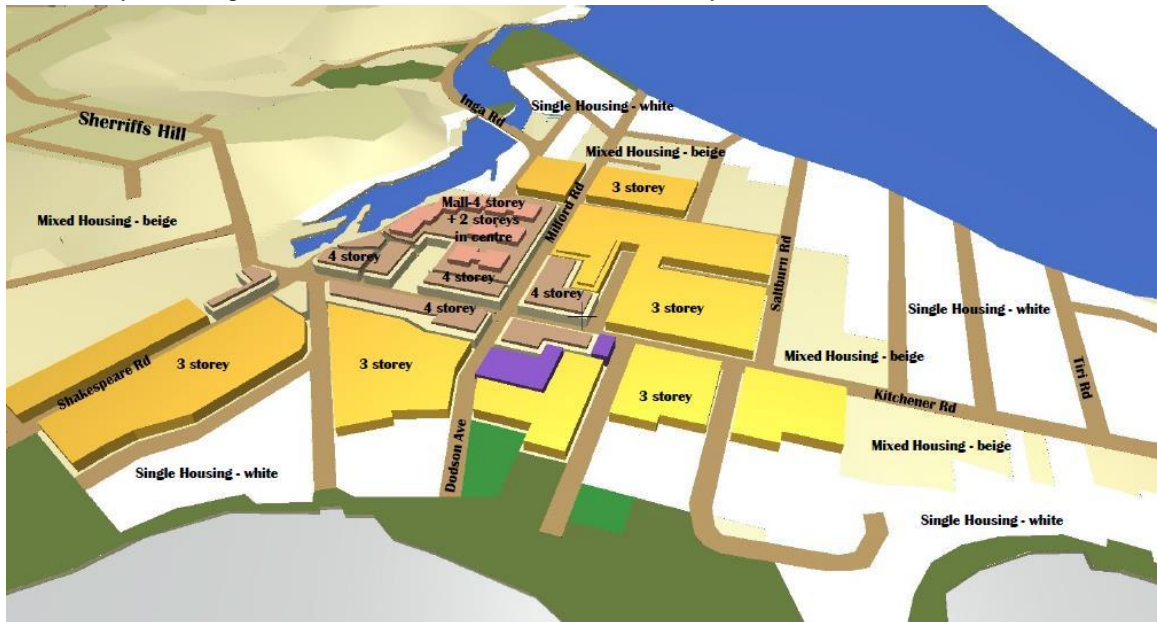 Sherriffs Hill
Inga Rd
Single Housing - white
Mixed Housing - beige
3 storey
Milford Rd
Mall-4 storey
+ 2 storeys
in centre
Mixed Housing - beige
4 storey
4 storey
4 storey
4 storey
3 storey
Saltburn Rd
Single Housing - white
3 storey
3 storey
Shakespeare Rd
Mixed Housing - beige
Tiri Rd
3 storey
Kitchener Rd
Mixed Housing - beige
Dodson Ave
Single Housing - white
Single Housing - white